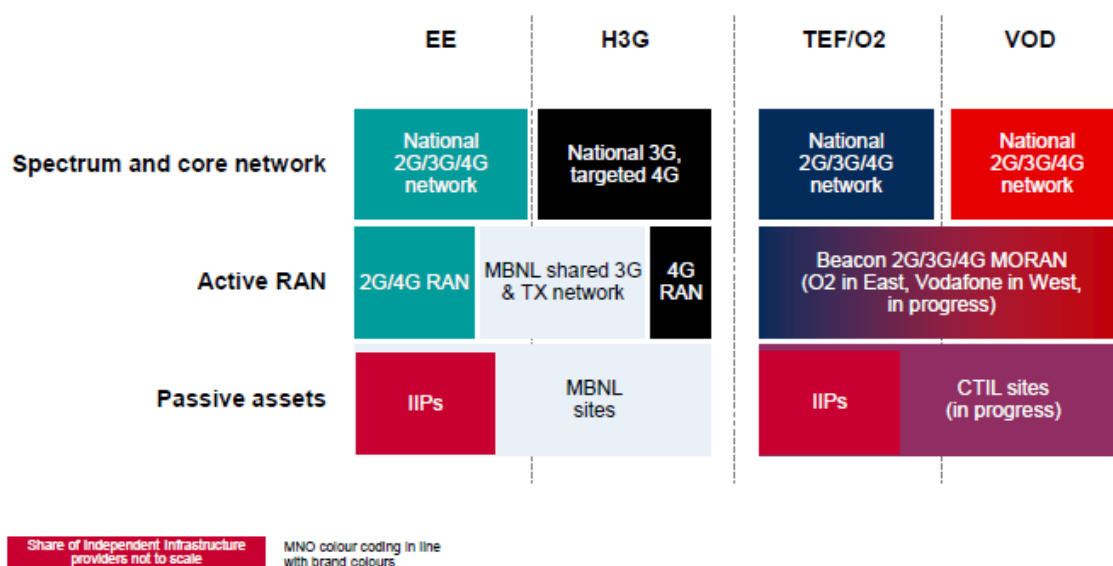 EE
H3G
TEF/O2
VOD
Spectrum and core network
National
2G/3G/4G
network
National 3G,
targeted 4G
National
2G/3G/4G
network
National
2G/3G/4G
network
Active RAN
2G/4G RAN
MBNL shared 3G
& TX network
4G
RAN
Beacon 2G/3G/4G MORAN
(O2 in East, Vodafone in West,
in progress)
Passive assets
IIPs
MBNL
sites
IIPs
CTIL sites
(in progress)
Share of Independent Infrastructure
providers not to scale
MNO colour coding in line
with brand colours